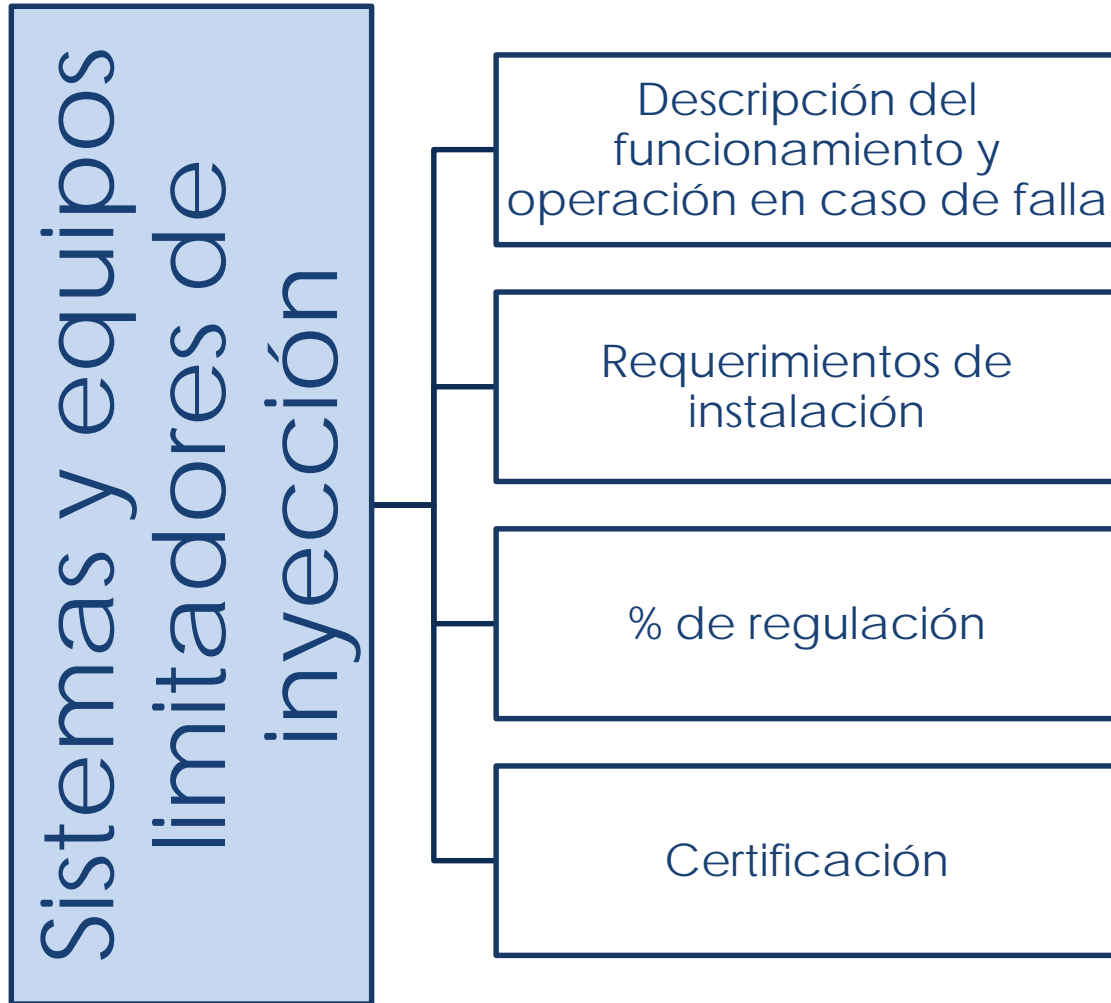 Sistemas y equipos
limitadores de
inyección
Descripción del
funcionamiento y
operación en caso de falla
Requerimientos de
instalación
% de regulación
Certificación